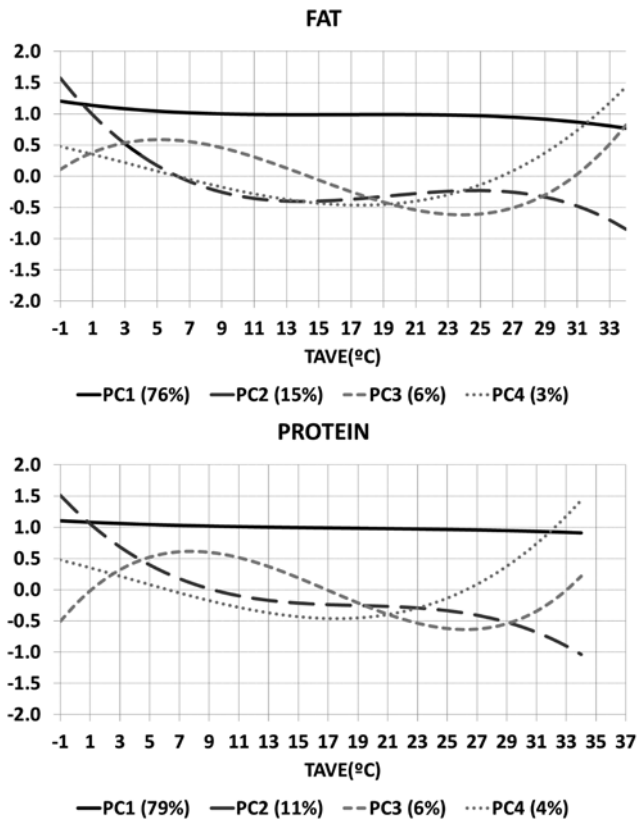 FAT
2.0
1.5
1.0
0.5
0.0
-0.5
-1.0
-1.5
-2.0
-1 1 3 5 7 9 11 13 15 17 19 21 23 25 27 29 31 33
TAVE(ºC)
PC1 (76%) PC2 (15%) PC3 (6%) PC4 (3%)
PROTEIN
2.0
1.5
1.0
0.5
0.0
-0.5
-1.0
-1.5
-2.0
-1 1 3 5 7 9 11 13 15 17 19 21 23 25 27 29 31 33 35 37
TAVE(ºC)
PC1 (79%) PC2 (11%) PC3 (6%) PC4 (4%)